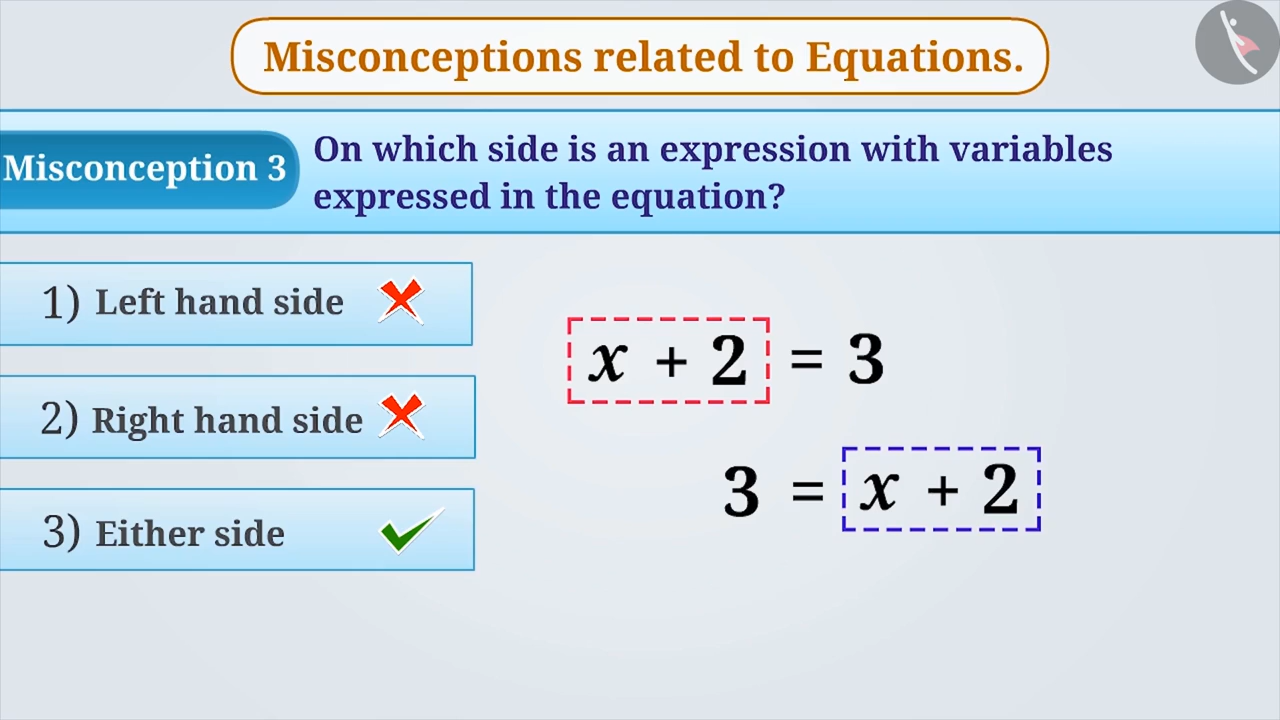 Misconceptions related to Equations.
Misconception 3
On which side is an expression with variables
expressed in the equation?
1) Left hand side
2) Right hand side
3) Either side
x + 2 = 3
3 = x + 2